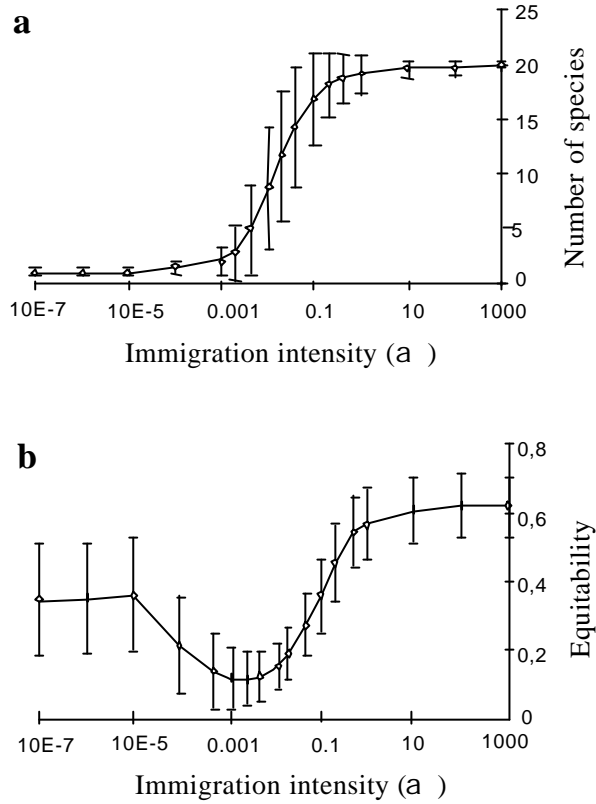 a
25
20
15
10
5
0
Number of species
10E-7 10E-5 0.001 0.1 10 1000
Immigration intensity (a )
b
0,8
0,6
0,4
0,2
0
Equitability
10E-7 10E-5 0.001 0.1 10 1000
Immigration intensity (a )